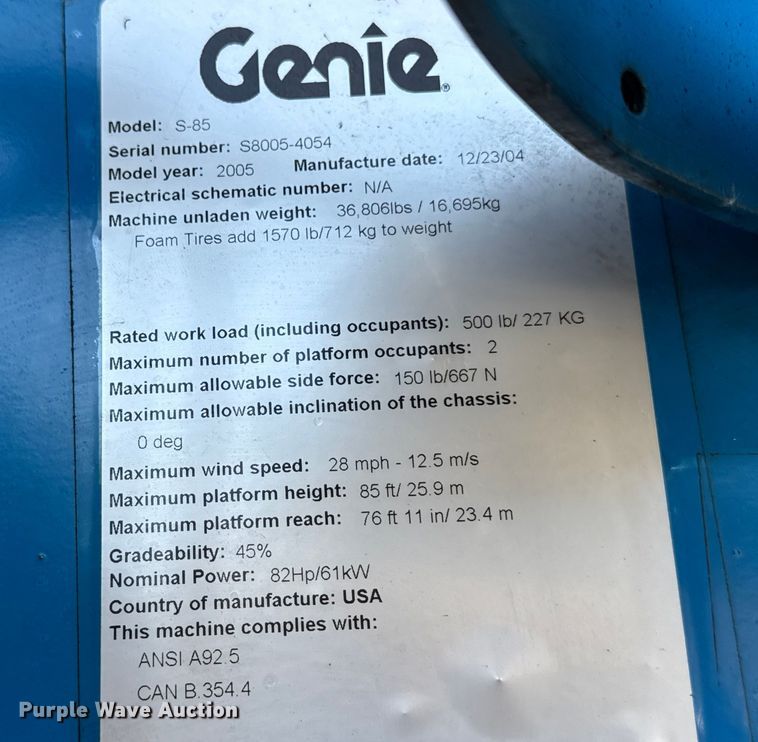 Genie®
Model: S-85
Serial number: S8005-4054
Model year: 2005 Manufacture date: 12/23/04
Electrical schematic number: N/A
Machine unladen weight: 36,806lbs / 16,695kg
Foam Tires add 1570 lb/712 kg to weight
Rated work load (including occupants): 500 lb/ 227 KG
Maximum number of platform occupants: 2
Maximum allowable side force: 150 lb/667 N
Maximum allowable inclination of the chassis:
0 deg
Maximum wind speed: 28 mph - 12.5 m/s
Maximum platform height: 85 ft/ 25.9 m
Maximum platform reach: 76 ft 11 in/ 23.4 m
Gradeability: 45%
Nominal Power: 82Hp/61kW
Country of manufacture: USA
This machine complies with:
ANSI A92.5
CAN B.354.4
Purple Wave Auction